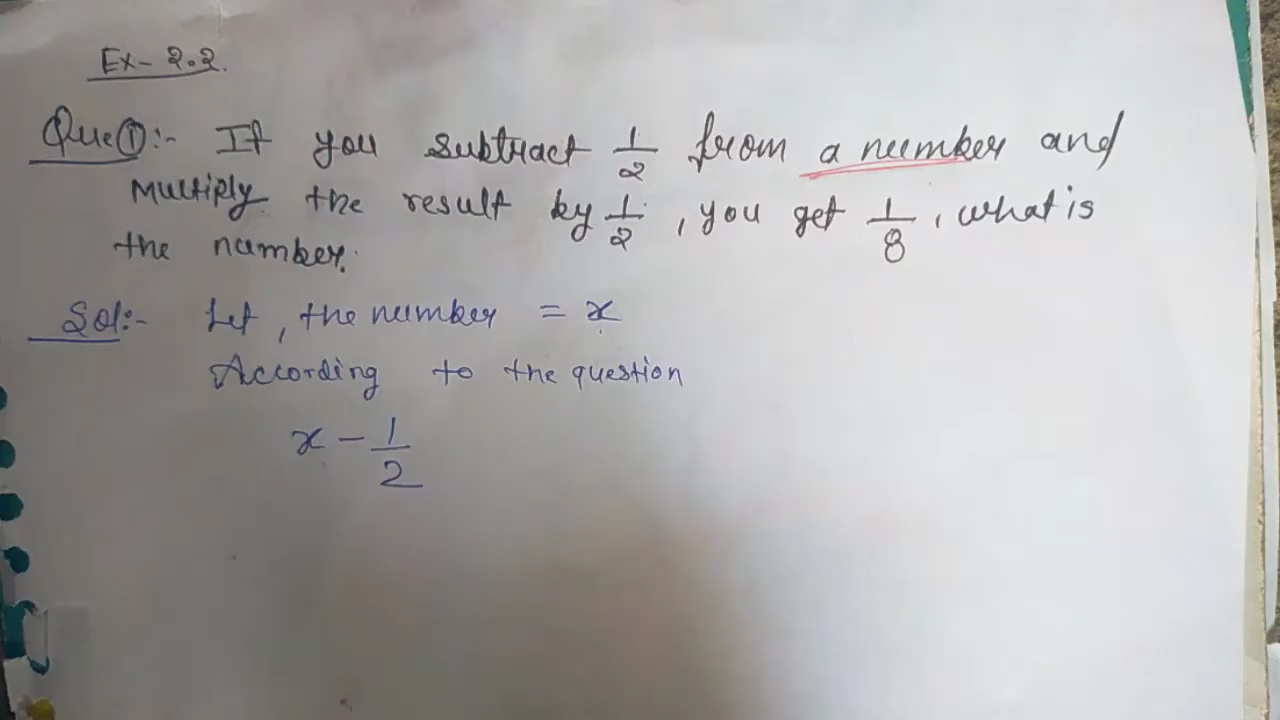 Ex- 2.2.
Que①:- If you subtract 1/2 from a number and
Multiply the result by 1/2, you get 1/8, what is
the number.
Sol:- Let, the number = x
According to the question
x - 1/2